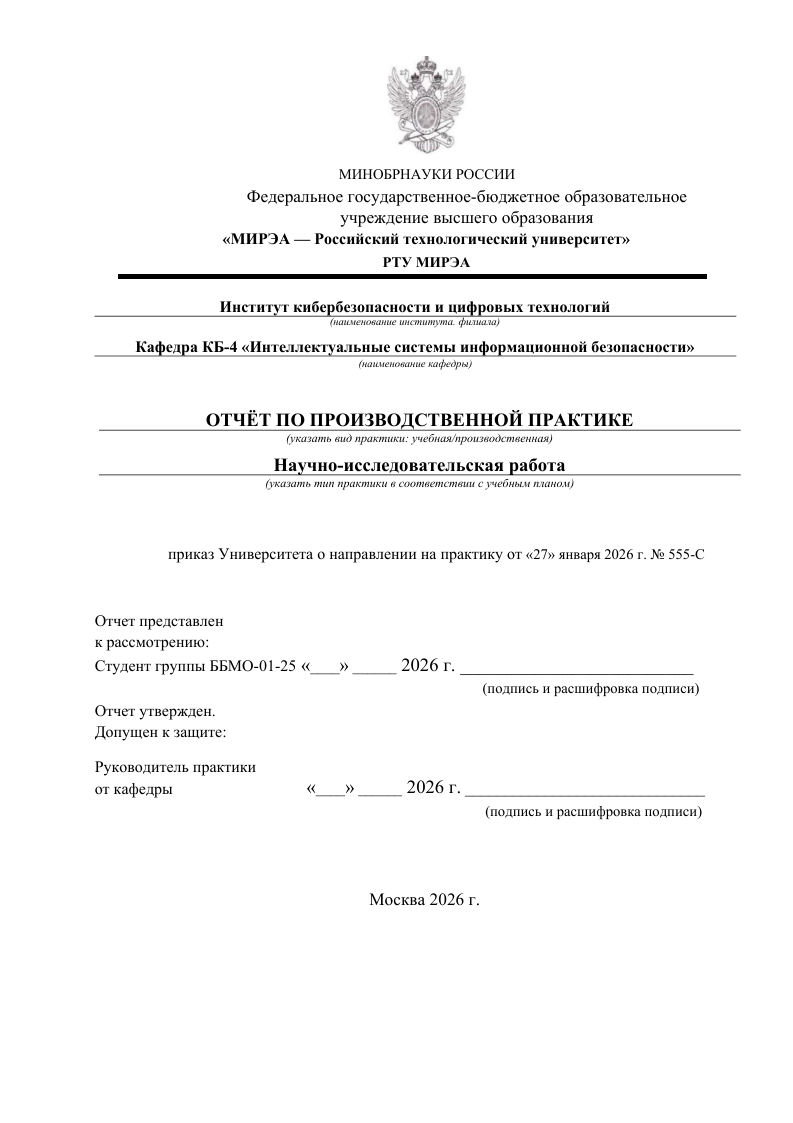 МИНОБРНАУКИ РОССИИ
Федеральное государственное-бюджетное образовательное
учреждение высшего образования
«МИРЭА — Российский технологический университет»
РТУ МИРЭА
Институт кибербезопасности и цифровых технологий
(наименование института. филиала)
Кафедра КБ-4 «Интеллектуальные системы информационной безопасности»
(наименование кафедры)
ОТЧЁТ ПО ПРОИЗВОДСТВЕННОЙ ПРАКТИКЕ
(указать вид практики: учебная/производственная)
Научно-исследовательская работа
(указать тип практики в соответствии с учебным планом)
приказ Университета о направлении на практику от «27» января 2026 г. № 555-С
Отчет представлен
к рассмотрению:
Студент группы ББМО-01-25 «___» _____ 2026 г. _________________________
(подпись и расшифровка подписи)
Отчет утвержден.
Допущен к защите:
Руководитель практики
от кафедры «___» _____ 2026 г. _________________________
(подпись и расшифровка подписи)
Москва 2026 г.